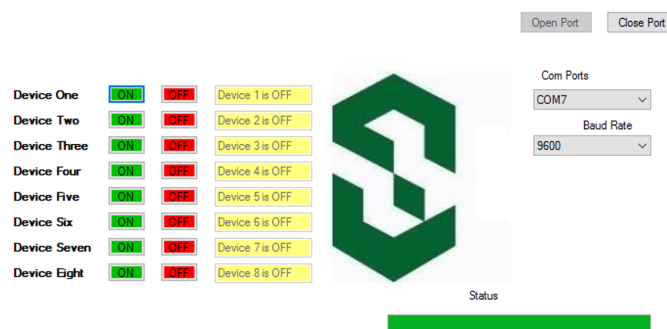 Open Port Close Port
Com Ports
Device One ON OFF Device 1 is OFF COM7
Device Two ON OFF Device 2 is OFF Baud Rate
Device Three ON OFF Device 3 is OFF 9600
Device Four ON OFF Device 4 is OFF
Device Five ON OFF Device 5 is OFF
Device Six ON OFF Device 6 is OFF
Device Seven ON OFF Device 7 is OFF
Device Eight ON OFF Device 8 is OFF
Status